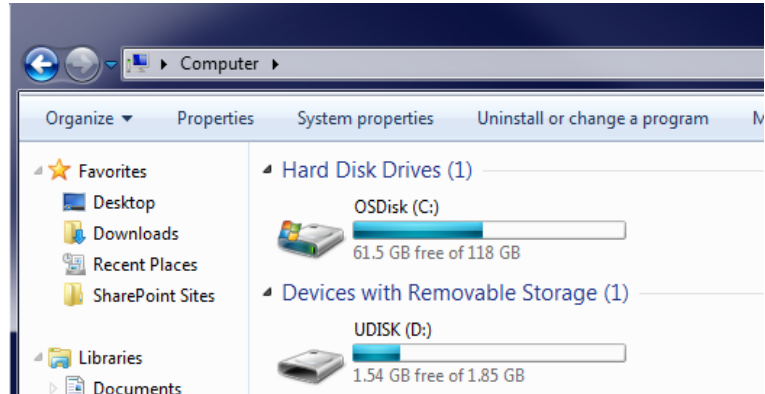 Computer
Organize Properties System properties Uninstall or change a program
Favorites
Desktop
Downloads
Recent Places
SharePoint Sites
Libraries
Documents
Hard Disk Drives (1)
OSDisk (C:)
61.5 GB free of 118 GB
Devices with Removable Storage (1)
UDISK (D:)
1.54 GB free of 1.85 GB